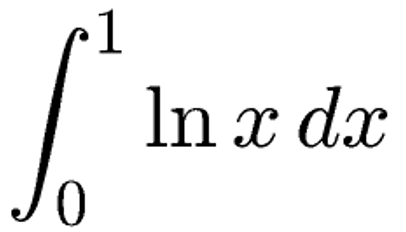 ∫₀¹ ln x dx